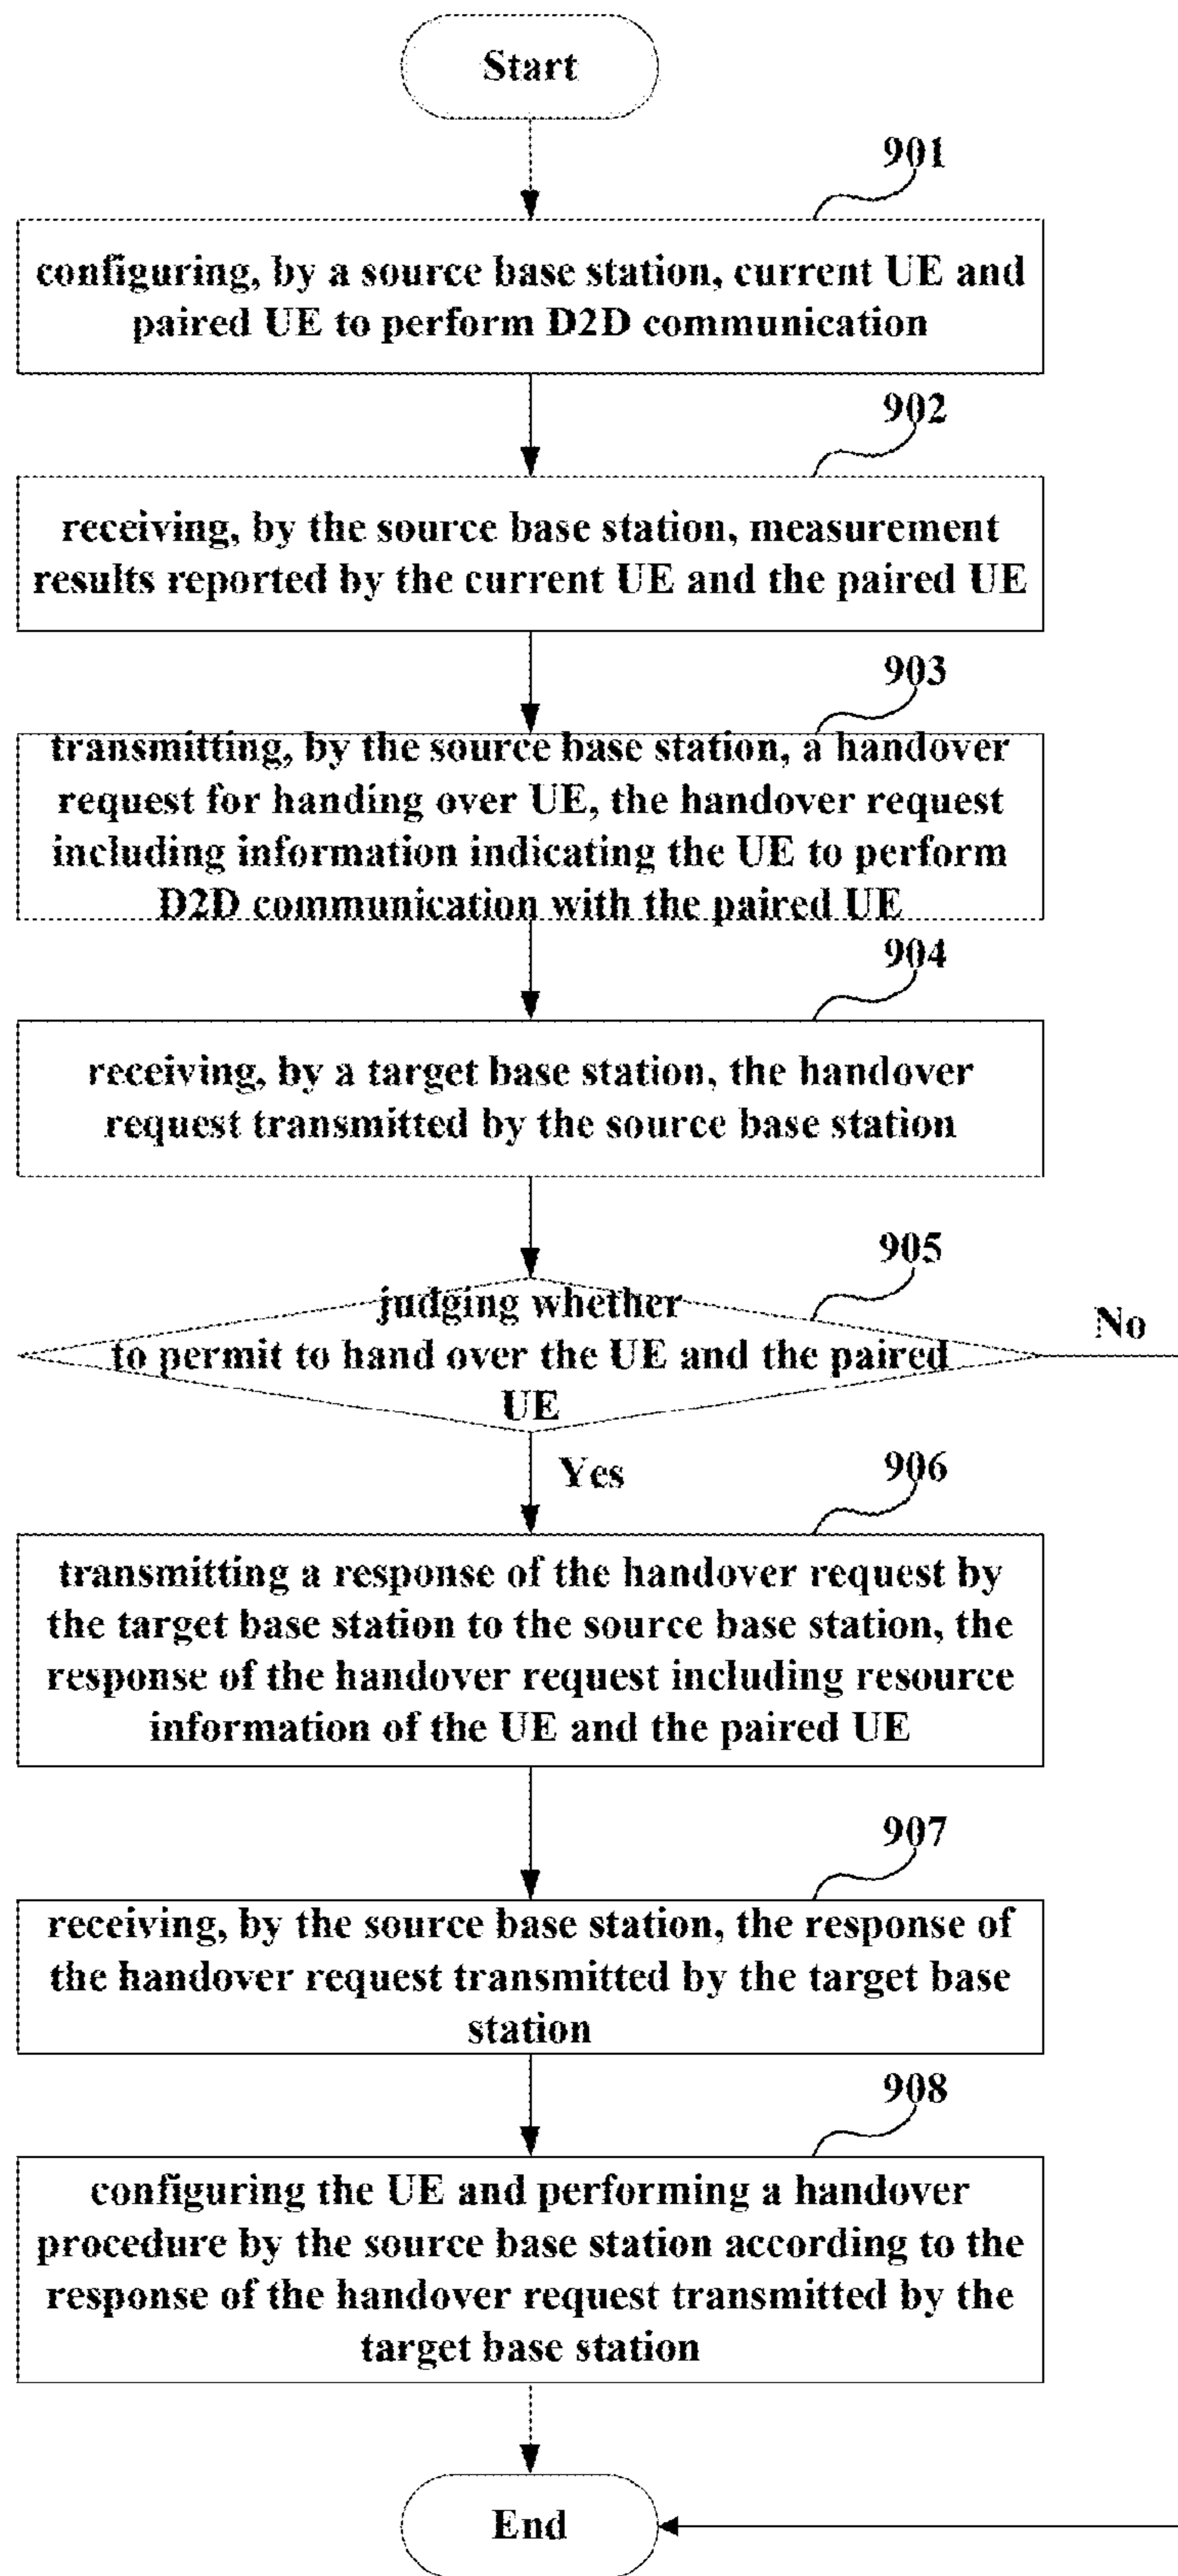 Start
901
configuring, by a source base station, current UE and
paired UE to perform D2D communication
902
receiving, by the source base station, measurement
results reported by the current UE and the paired UE
903
transmitting, by the source base station, a handover
request for handing over UE, the handover request
including information indicating the UE to perform
D2D communication with the paired UE
904
receiving, by a target base station, the handover
request transmitted by the source base station
905
judging whether
to permit to hand over the UE and the paired
UE
No
Yes
906
transmitting a response of the handover request by
the target base station to the source base station, the
response of the handover request including resource
information of the UE and the paired UE
907
receiving, by the source base station, the response of
the handover request transmitted by the target base
station
908
configuring the UE and performing a handover
procedure by the source base station according to the
response of the handover request transmitted by the
target base station
End